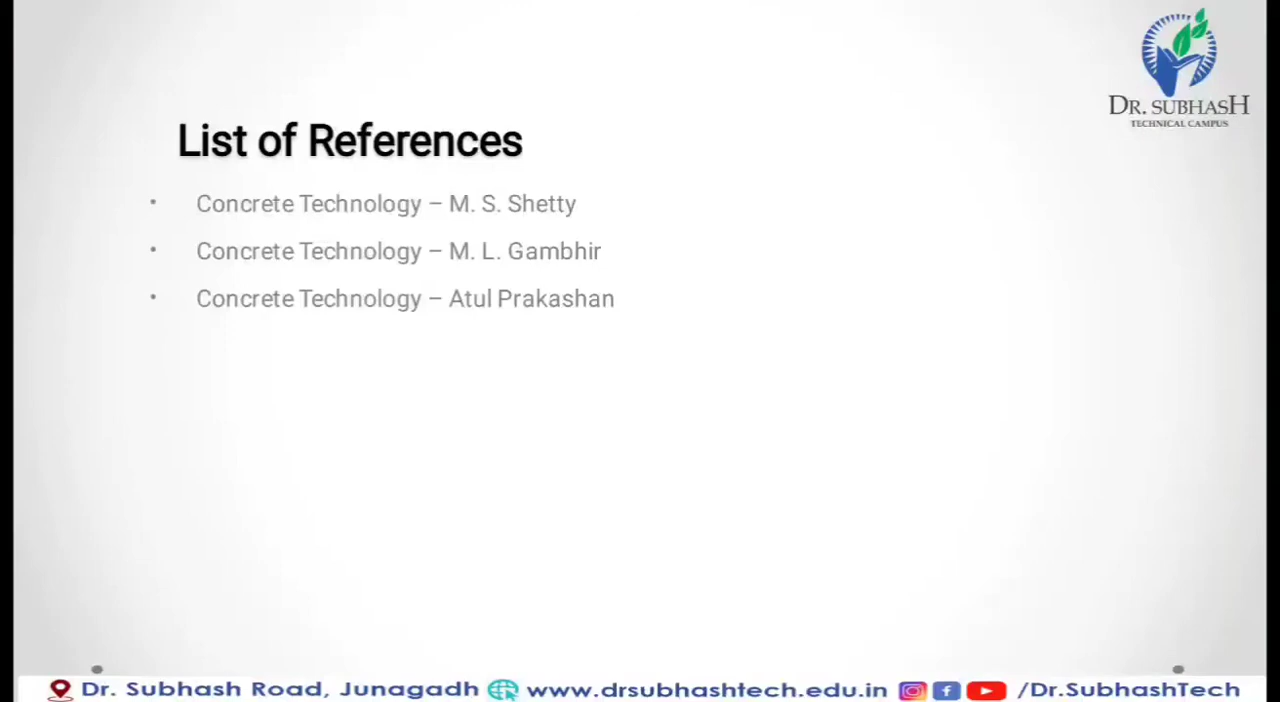 DR. SUBHASH
TECHNICAL CAMPUS
List of References
• Concrete Technology – M. S. Shetty
• Concrete Technology – M. L. Gambhir
• Concrete Technology – Atul Prakashan
Dr. Subhash Road, Junagadh www.drsubhashtech.edu.in /Dr.SubhashTech